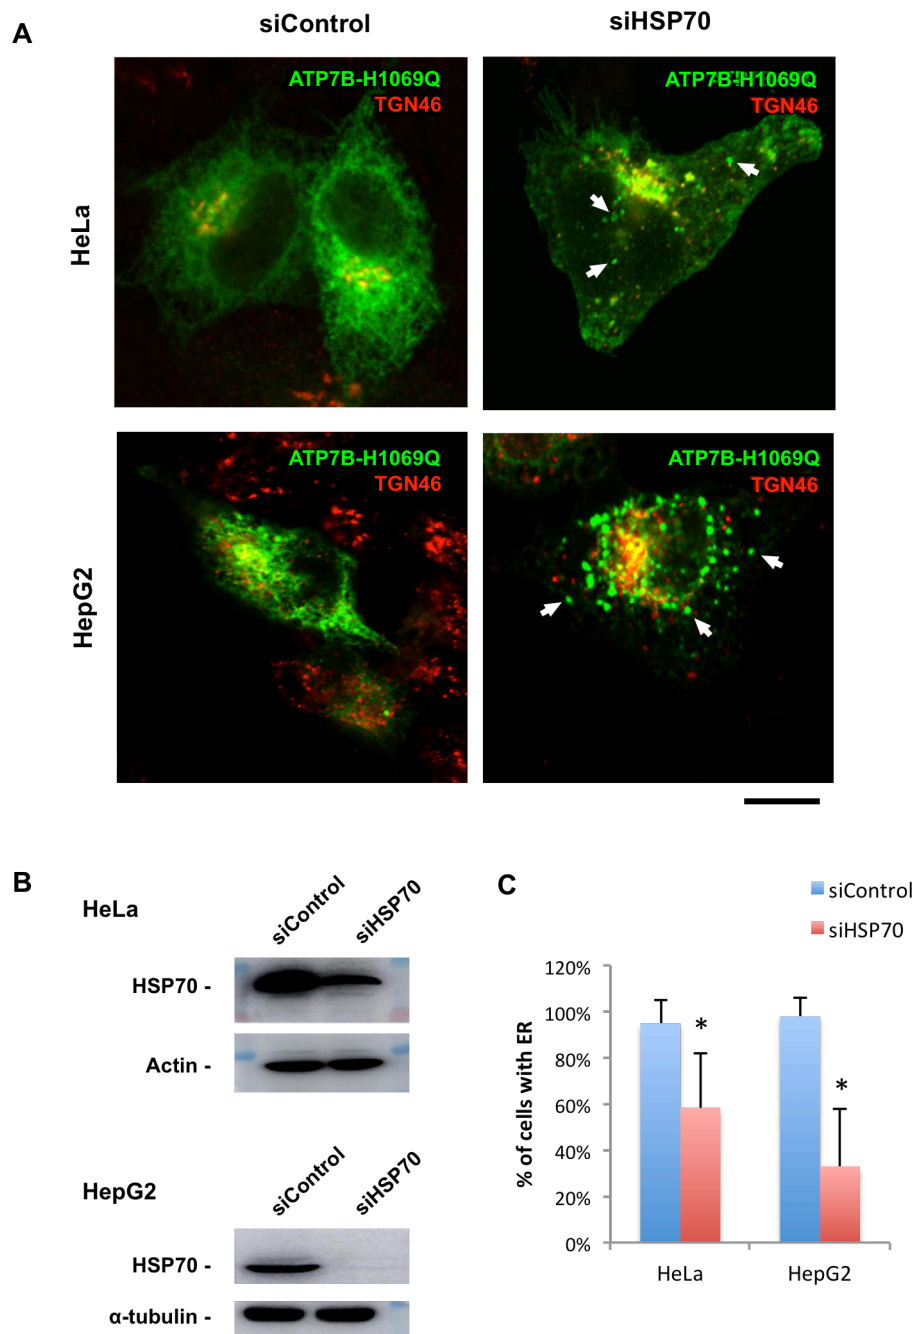 A
siControl
siHSP70
ATP7B-H1069Q
TGN46
ATP7B-H1069Q
TGN46
HeLa
ATP7B-H1069Q
TGN46
ATP7B-H1069Q
TGN46
HepG2
B
HeLa
siControl
siHSP70
HSP70 -
Actin -
HepG2
siControl
siHSP70
HSP70 -
α-tubulin -
C
siControl
siHSP70
% of cells with ER
120%
100%
80%
60%
40%
20%
0%
*
*
HeLa
HepG2